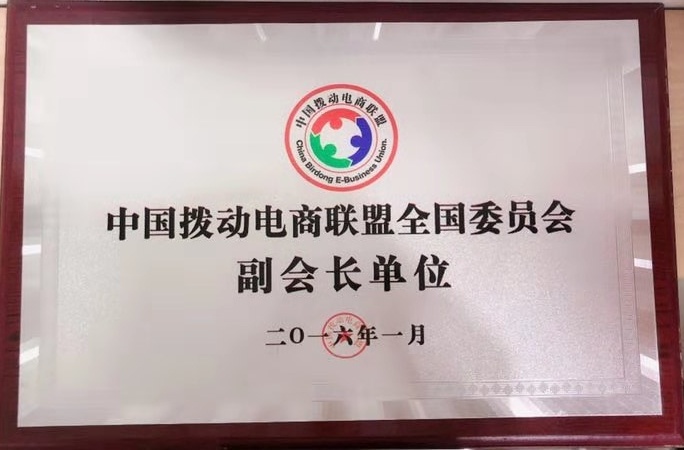 中国拨动电商联盟
China Birdong E-Business Union.
中国拨动电商联盟全国委员会
副会长单位
二〇一六年一月